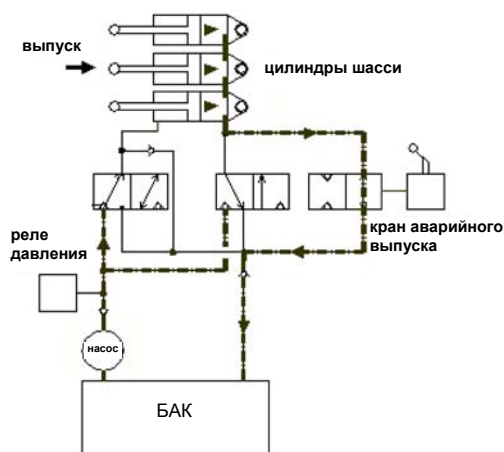 выпуск
цилиндры шасси
реле
давления
кран аварийного
выпуска
насос
БАК